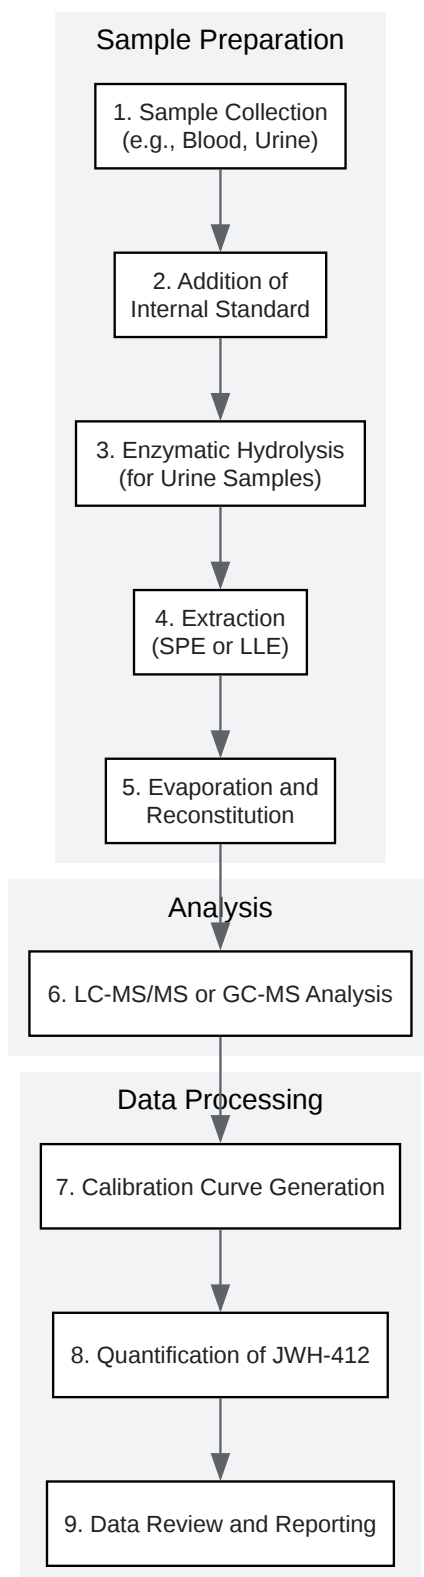 Sample Preparation
1. Sample Collection
(e.g., Blood, Urine)
2. Addition of
Internal Standard
3. Enzymatic Hydrolysis
(for Urine Samples)
4. Extraction
(SPE or LLE)
5. Evaporation and
Reconstitution
Analysis
6. LC-MS/MS or GC-MS Analysis
Data Processing
7. Calibration Curve Generation
8. Quantification of JWH-412
9. Data Review and Reporting